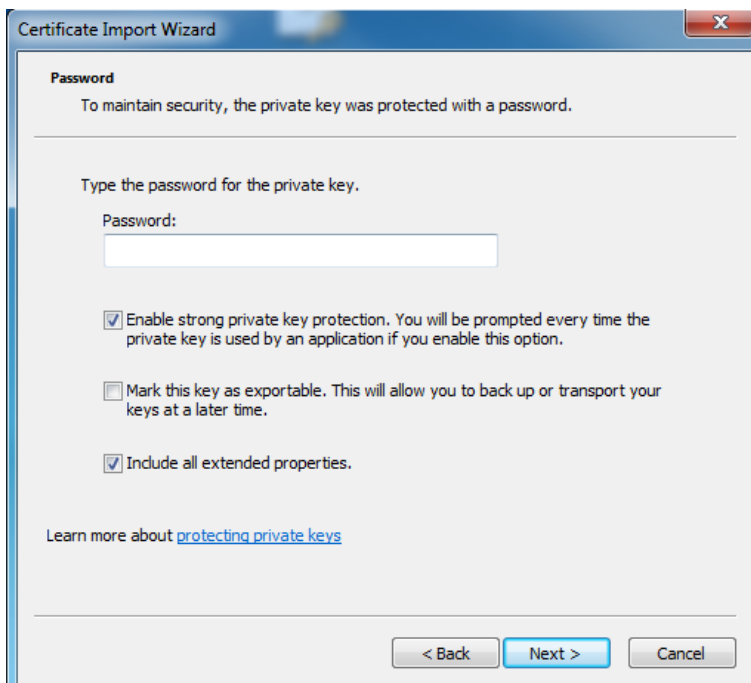 Certificate Import Wizard
Password
To maintain security, the private key was protected with a password.
Type the password for the private key.
Password:
Enable strong private key protection. You will be prompted every time the
private key is used by an application if you enable this option.
Mark this key as exportable. This will allow you to back up or transport your
keys at a later time.
Include all extended properties.
Learn more about protecting private keys
< Back Next > Cancel